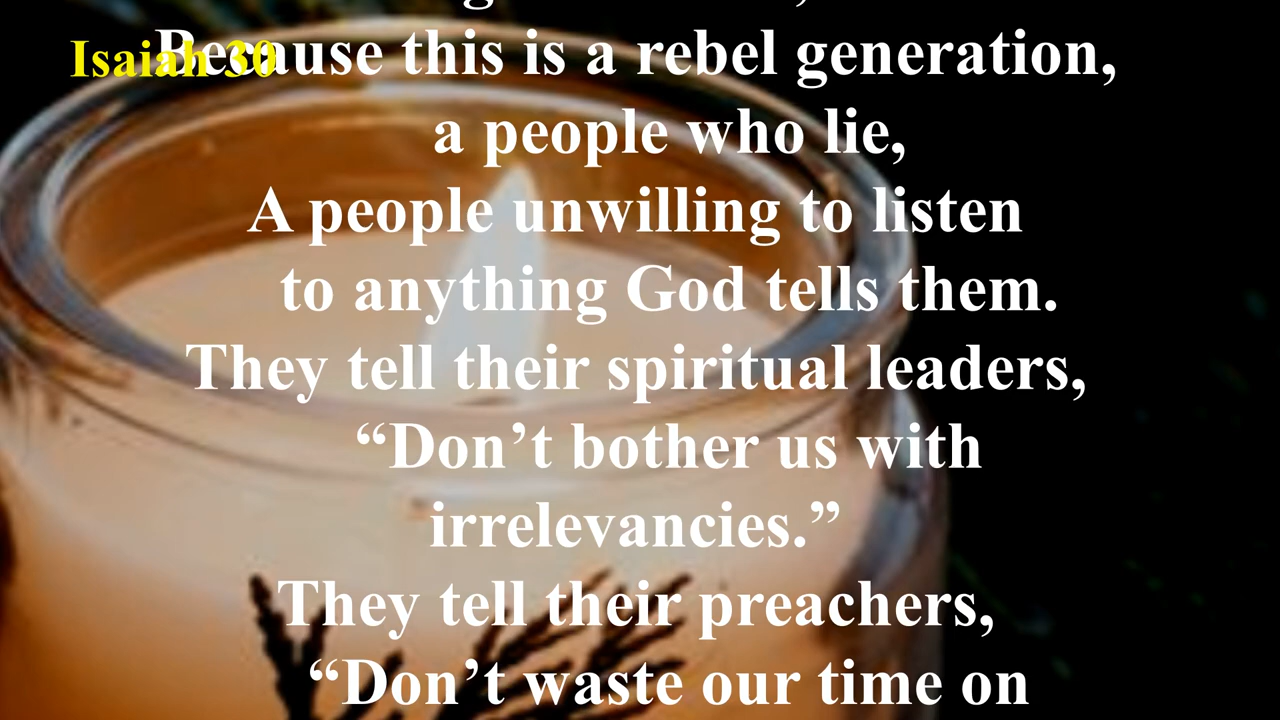 Isaiah 30
Because this is a rebel generation,
a people who lie,
A people unwilling to listen
to anything God tells them.
They tell their spiritual leaders,
“Don’t bother us with
irrelevancies.”
They tell their preachers,
“Don’t waste our time on